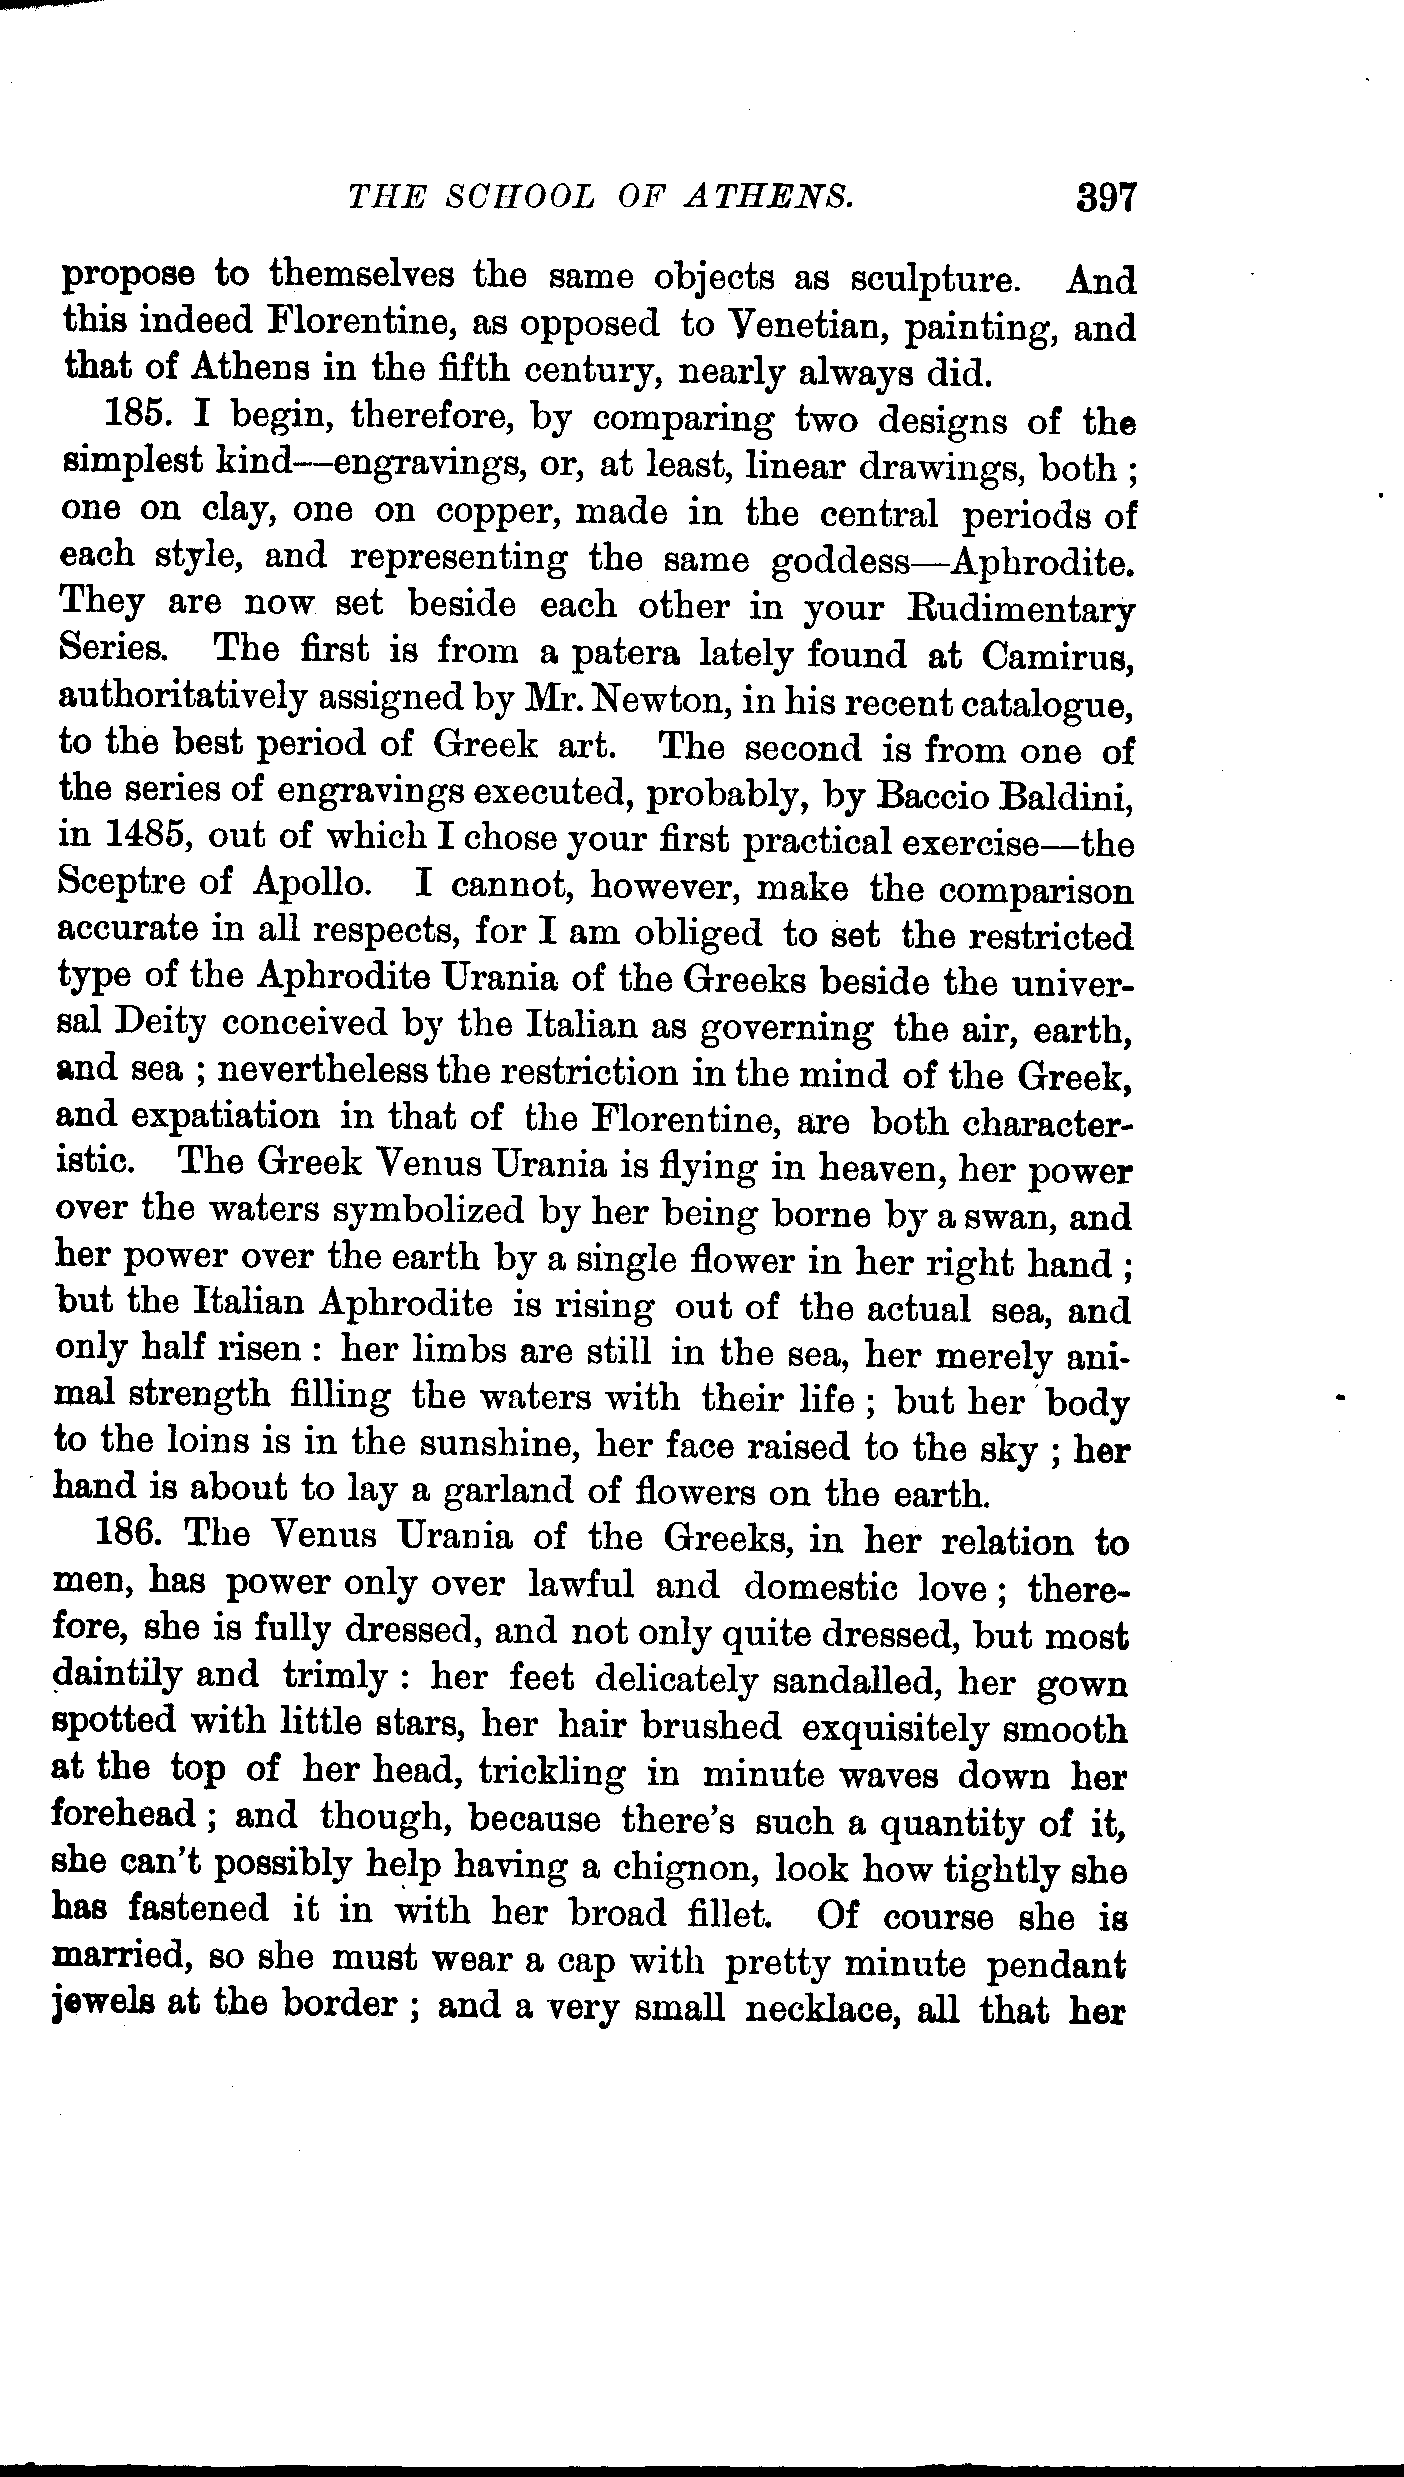 THE SCHOOL OF ATHENS. 397
propose to themselves the same objects as sculpture. And
this indeed Florentine, as opposed to Venetian, painting, and
that of Athens in the fifth century, nearly always did.
185. I begin, therefore, by comparing two designs of the
simplest kind—engravings, or, at least, linear drawings, both ;
one on clay, one on copper, made in the central periods of
each style, and representing the same goddess—Aphrodite.
They are now set beside each other in your Rudimentary
Series. The first is from a patera lately found at Camirus,
authoritatively assigned by Mr. Newton, in his recent catalogue,
to the best period of Greek art. The second is from one of
the series of engravings executed, probably, by Baccio Baldini,
in 1485, out of which I chose your first practical exercise—the
Sceptre of Apollo. I cannot, however, make the comparison
accurate in all respects, for I am obliged to set the restricted
type of the Aphrodite Urania of the Greeks beside the univer-
sal Deity conceived by the Italian as governing the air, earth,
and sea ; nevertheless the restriction in the mind of the Greek,
and expatiation in that of the Florentine, are both character-
istic. The Greek Venus Urania is flying in heaven, her power
over the waters symbolized by her being borne by a swan, and
her power over the earth by a single flower in her right hand ;
but the Italian Aphrodite is rising out of the actual sea, and
only half risen : her limbs are still in the sea, her merely ani-
mal strength filling the waters with their life ; but her body
to the loins is in the sunshine, her face raised to the sky ; her
hand is about to lay a garland of flowers on the earth.
186. The Venus Urania of the Greeks, in her relation to
men, has power only over lawful and domestic love ; there-
fore, she is fully dressed, and not only quite dressed, but most
daintily and trimly : her feet delicately sandalled, her gown
spotted with little stars, her hair brushed exquisitely smooth
at the top of her head, trickling in minute waves down her
forehead ; and though, because there's such a quantity of it,
she can't possibly help having a chignon, look how tightly she
has fastened it in with her broad fillet. Of course she is
married, so she must wear a cap with pretty minute pendant
jewels at the border ; and a very small necklace, all that her